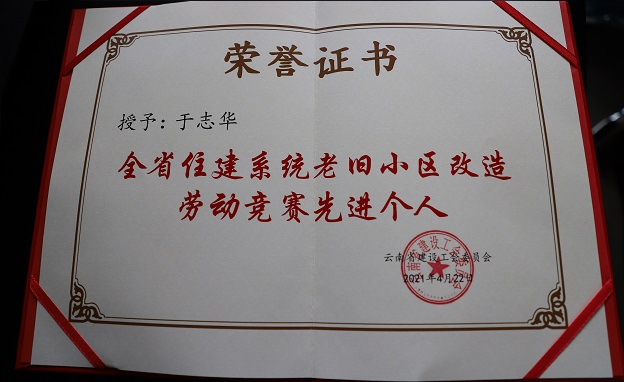 荣誉证书
授予：于志华
全省住建系统老旧小区改造
劳动竞赛先进个人
云南省建设工会委员会
2021年4月22日